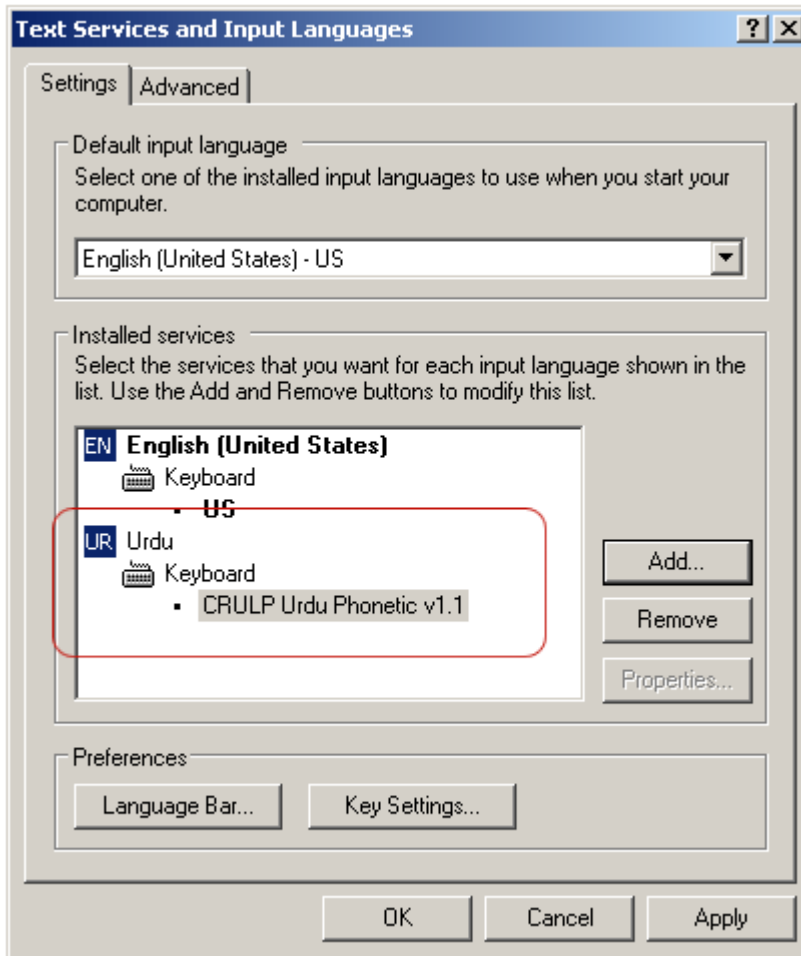 Text Services and Input Languages
Settings
Advanced
Default input language
Select one of the installed input languages to use when you start your
computer.
English (United States) - US
Installed services
Select the services that you want for each input language shown in the
list. Use the Add and Remove buttons to modify this list.
EN English (United States)
Keyboard
US
UR Urdu
Keyboard
CRULP Urdu Phonetic v1.1
Add...
Remove
Properties...
Preferences
Language Bar...
Key Settings...
OK
Cancel
Apply